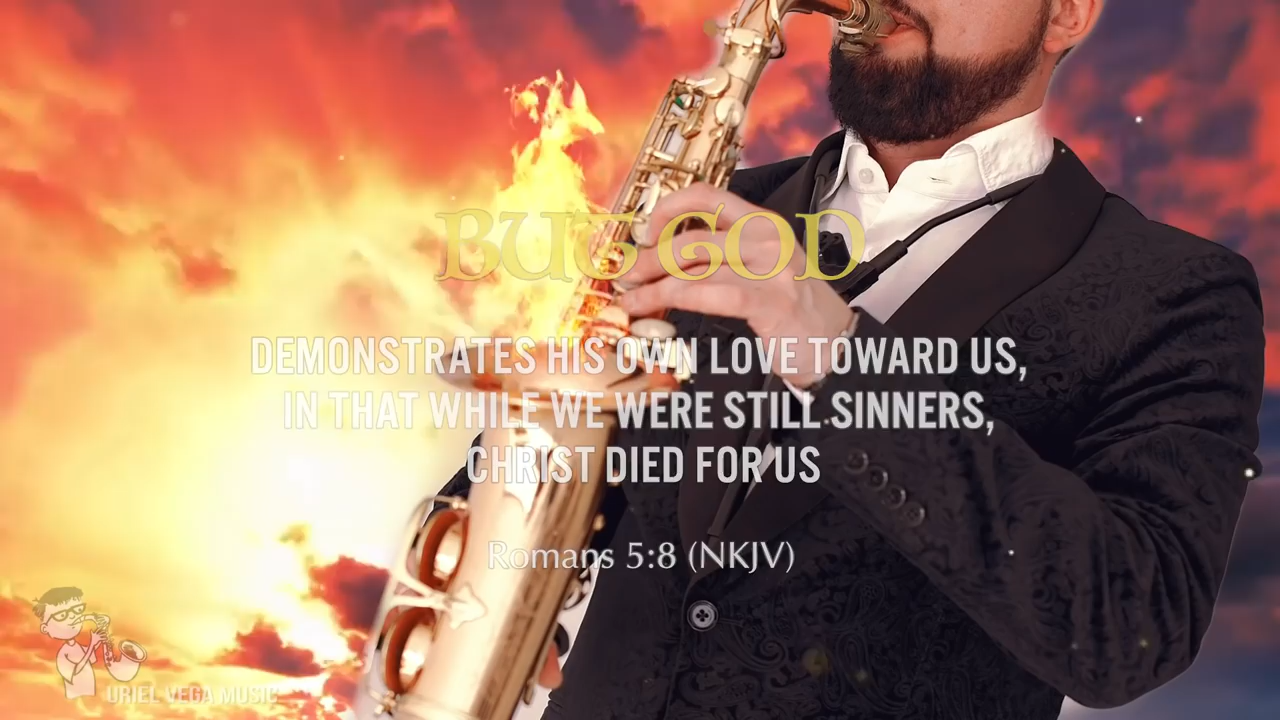 BUT GOD
DEMONSTRATES HIS OWN LOVE TOWARD US,
IN THAT WHILE WE WERE STILL SINNERS,
CHRIST DIED FOR US
Romans 5:8 (NKJV)
URIEL VEGA MUSIC